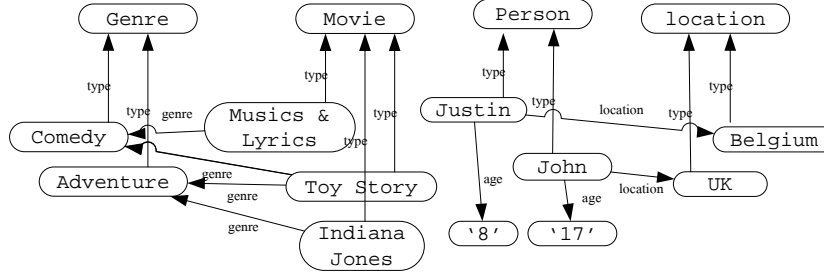 Genre
Movie
Person
location
type
type
type
type
type
type
type
type
type
genre
location
Musics &
Lyrics
Justin
Comedy
Belgium
John
Adventure
genre
genre
Toy Story
age
location
UK
age
genre
Indiana
Jones
‘8’
‘17’